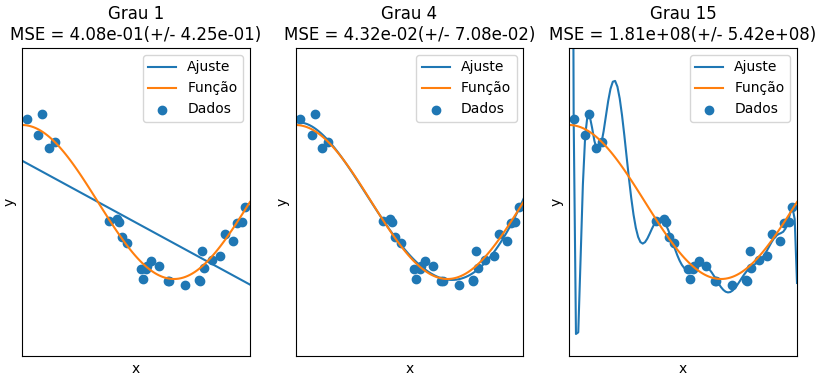 Grau 1
MSE = 4.08e-01(+/- 4.25e-01)
Ajuste
Função
Dados
y
x
Grau 4
MSE = 4.32e-02(+/- 7.08e-02)
Ajuste
Função
Dados
y
x
Grau 15
MSE = 1.81e+08(+/- 5.42e+08)
Ajuste
Função
Dados
y
x